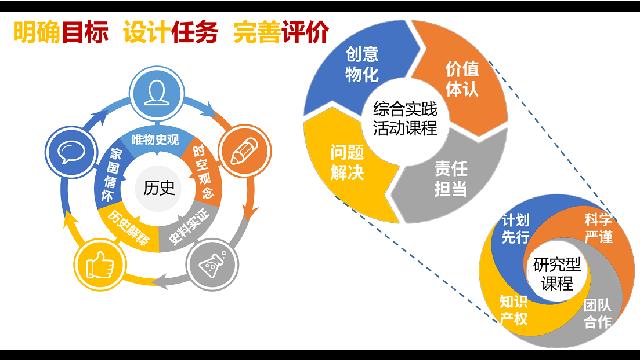 明确目标 设计任务 完善评价
唯物史观
时空观念
史料实证
历史解释
家国情怀
历史
创意
物化
价值
体认
综合实践
活动课程
问题
解决
责任
担当
计划
先行
科学
严谨
研究型
课程
知识
产权
团队
合作